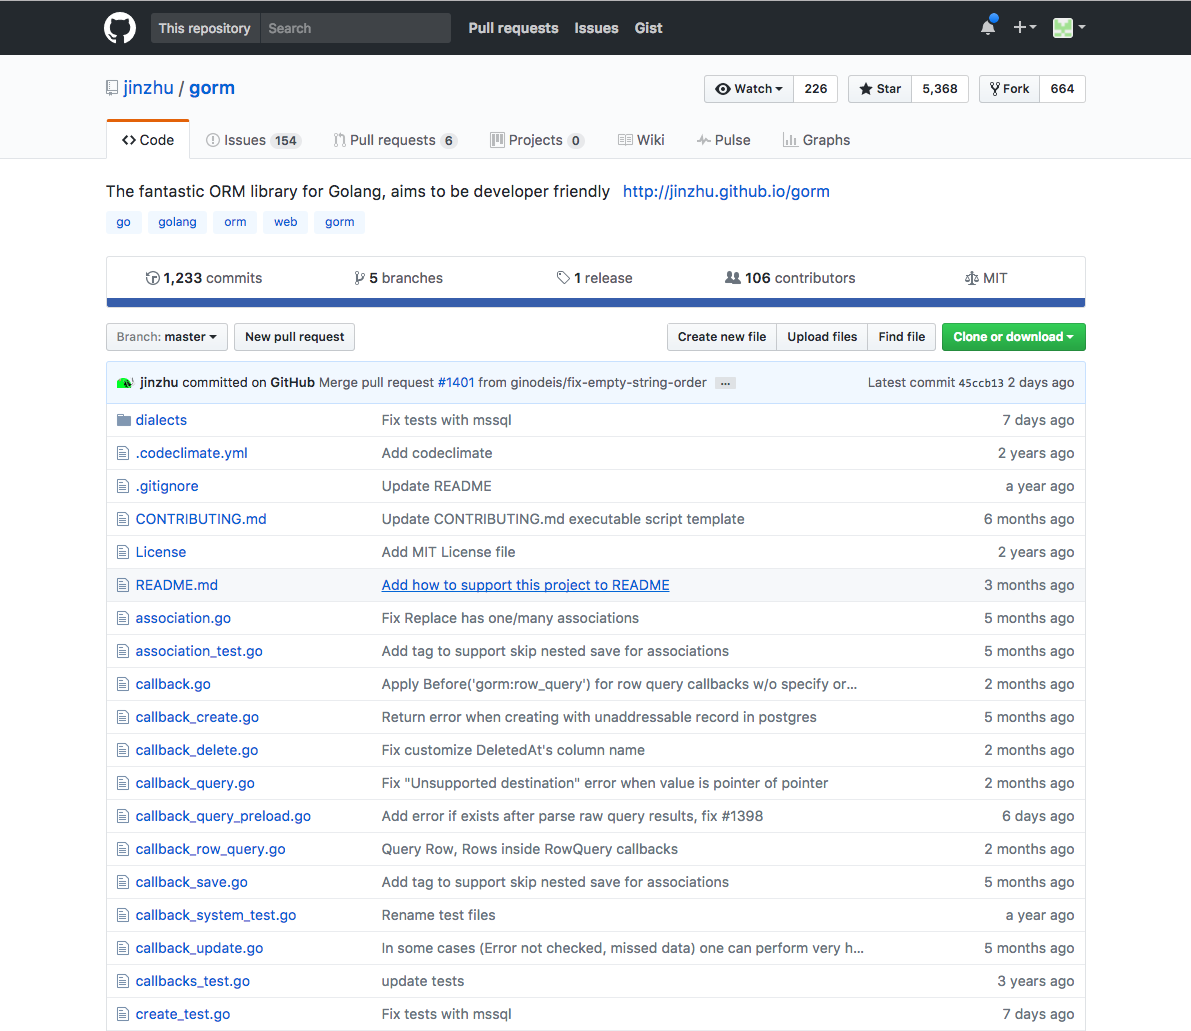 This repository Search Pull requests Issues Gist
jinzhu / gorm Watch 226 Star 5,368 Fork 664
Code Issues 154 Pull requests 6 Projects 0 Wiki Pulse Graphs
The fantastic ORM library for Golang, aims to be developer friendly http://jinzhu.github.io/gorm
go golang orm web gorm
1,233 commits 5 branches 1 release 106 contributors MIT
Branch: master New pull request Create new file Upload files Find file Clone or download
jinzhu committed on GitHub Merge pull request #1401 from ginodeis/fix-empty-string-order … Latest commit 45ccb13 2 days ago
dialects Fix tests with mssql 7 days ago
.codeclimate.yml Add codeclimate 2 years ago
.gitignore Update README a year ago
CONTRIBUTING.md Update CONTRIBUTING.md executable script template 6 months ago
License Add MIT License file 2 years ago
README.md Add how to support this project to README 3 months ago
association.go Fix Replace has one/many associations 5 months ago
association_test.go Add tag to support skip nested save for associations 5 months ago
callback.go Apply Before('gorm:row_query') for row query callbacks w/o specify or... 2 months ago
callback_create.go Return error when creating with unaddressable record in postgres 5 months ago
callback_delete.go Fix customize DeletedAt's column name 2 months ago
callback_query.go Fix "Unsupported destination" error when value is pointer of pointer 2 months ago
callback_query_preload.go Add error if exists after parse raw query results, fix #1398 6 days ago
callback_row_query.go Query Row, Rows inside RowQuery callbacks 2 months ago
callback_save.go Add tag to support skip nested save for associations 5 months ago
callback_system_test.go Rename test files a year ago
callback_update.go In some cases (Error not checked, missed data) one can perform very h... 5 months ago
callbacks_test.go update tests 3 years ago
create_test.go Fix tests with mssql 7 days ago